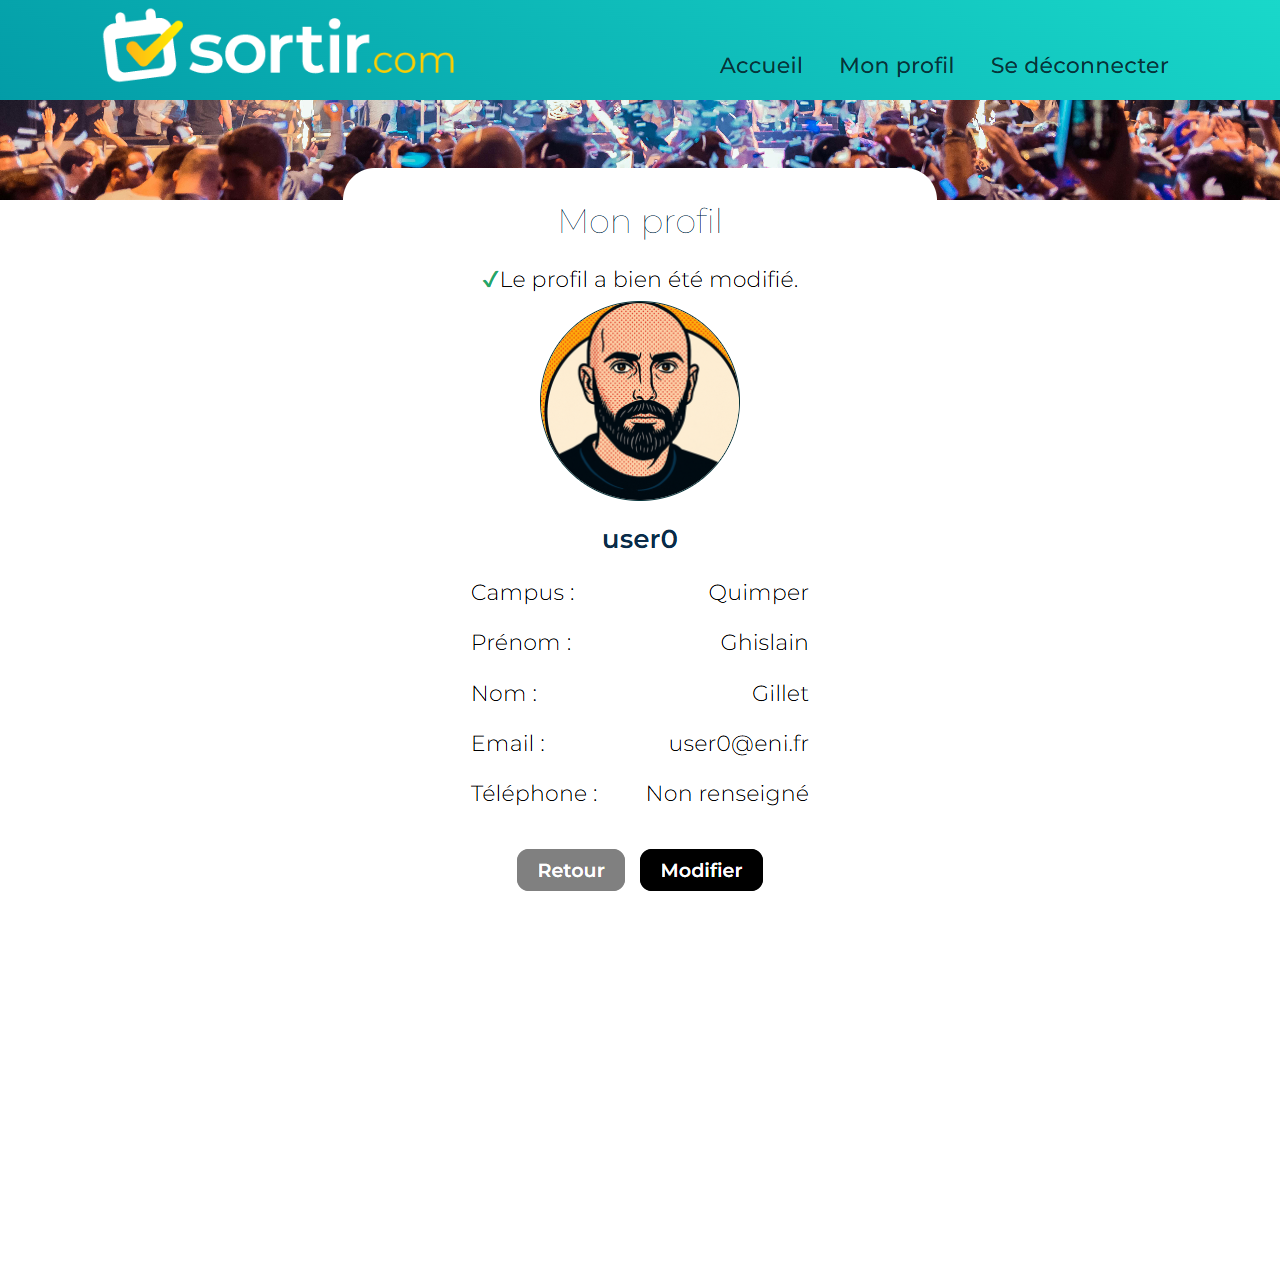 sortir.com
Accueil Mon profil Se déconnecter
Mon profil
✓Le profil a bien été modifié.
user0
Campus : Quimper
Prénom : Ghislain
Nom : Gillet
Email : user0@eni.fr
Téléphone : Non renseigné
Retour Modifier